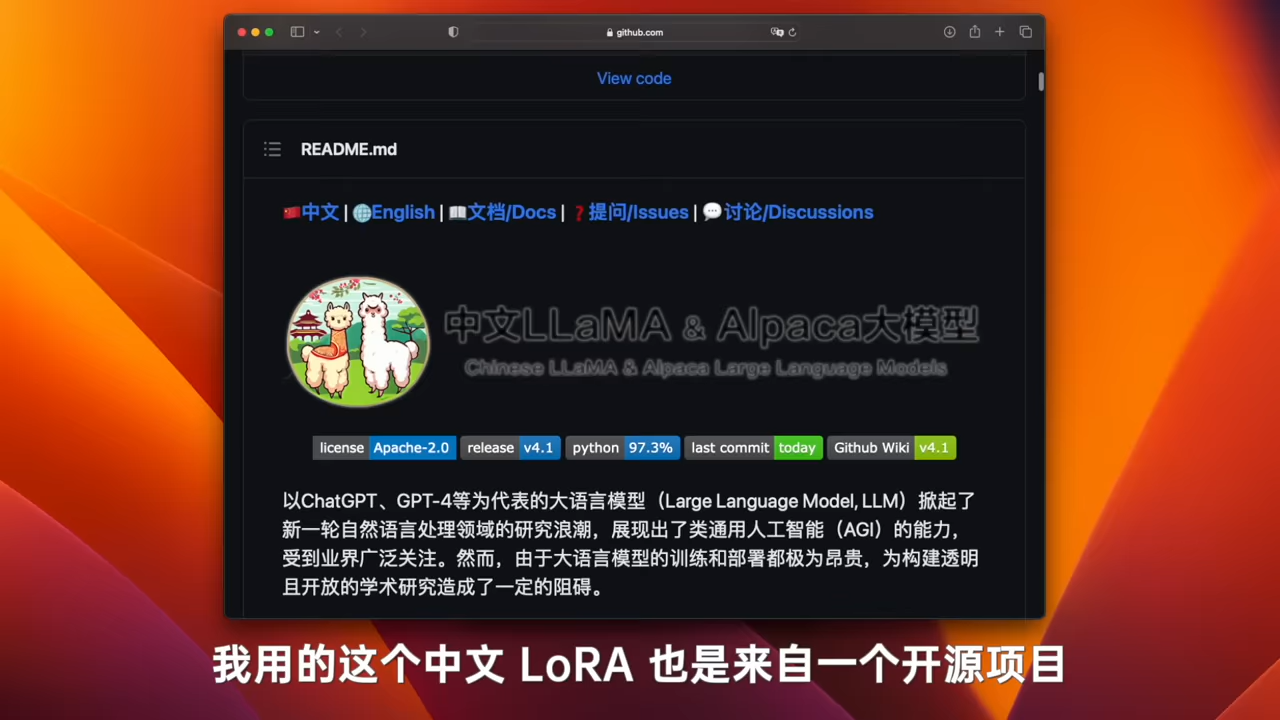 github.com
View code
README.md
中文 | English | 文档/Docs | 提问/Issues | 讨论/Discussions
中文LLaMA & Alpaca大模型
Chinese LLaMA & Alpaca Large Language Models
license Apache-2.0 release v4.1 python 97.3% last commit today Github Wiki v4.1
以ChatGPT、GPT-4等为代表的大语言模型（Large Language Model, LLM）掀起了
新一轮自然语言处理领域的研究浪潮，展现出了类通用人工智能（AGI）的能力，
受到业界广泛关注。然而，由于大语言模型的训练和部署都极为昂贵，为构建透明
且开放的学术研究造成了一定的阻碍。
我用的这个中文 LoRA 也是来自一个开源项目